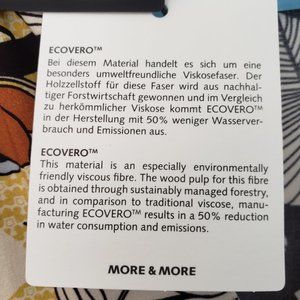 ECOVERO™
Bei diesem Material handelt es sich um eine
besonders umweltfreundliche Viskosefaser. Der
Holzzellstoff für diese Faser wird aus nachhal-
tiger Forstwirtschaft gewonnen und im Vergleich
zu herkömmlicher Viskose kommt ECOVERO™
in der Herstellung mit 50% weniger Wasserver-
brauch und Emissionen aus.
ECOVERO™
This material is an especially environmentally
friendly viscous fibre. The wood pulp for this fibre
is obtained through sustainably managed forestry,
and in comparison to traditional viscose, manu-
facturing ECOVERO™ results in a 50% reduction
in water consumption and emissions.
MORE & MORE